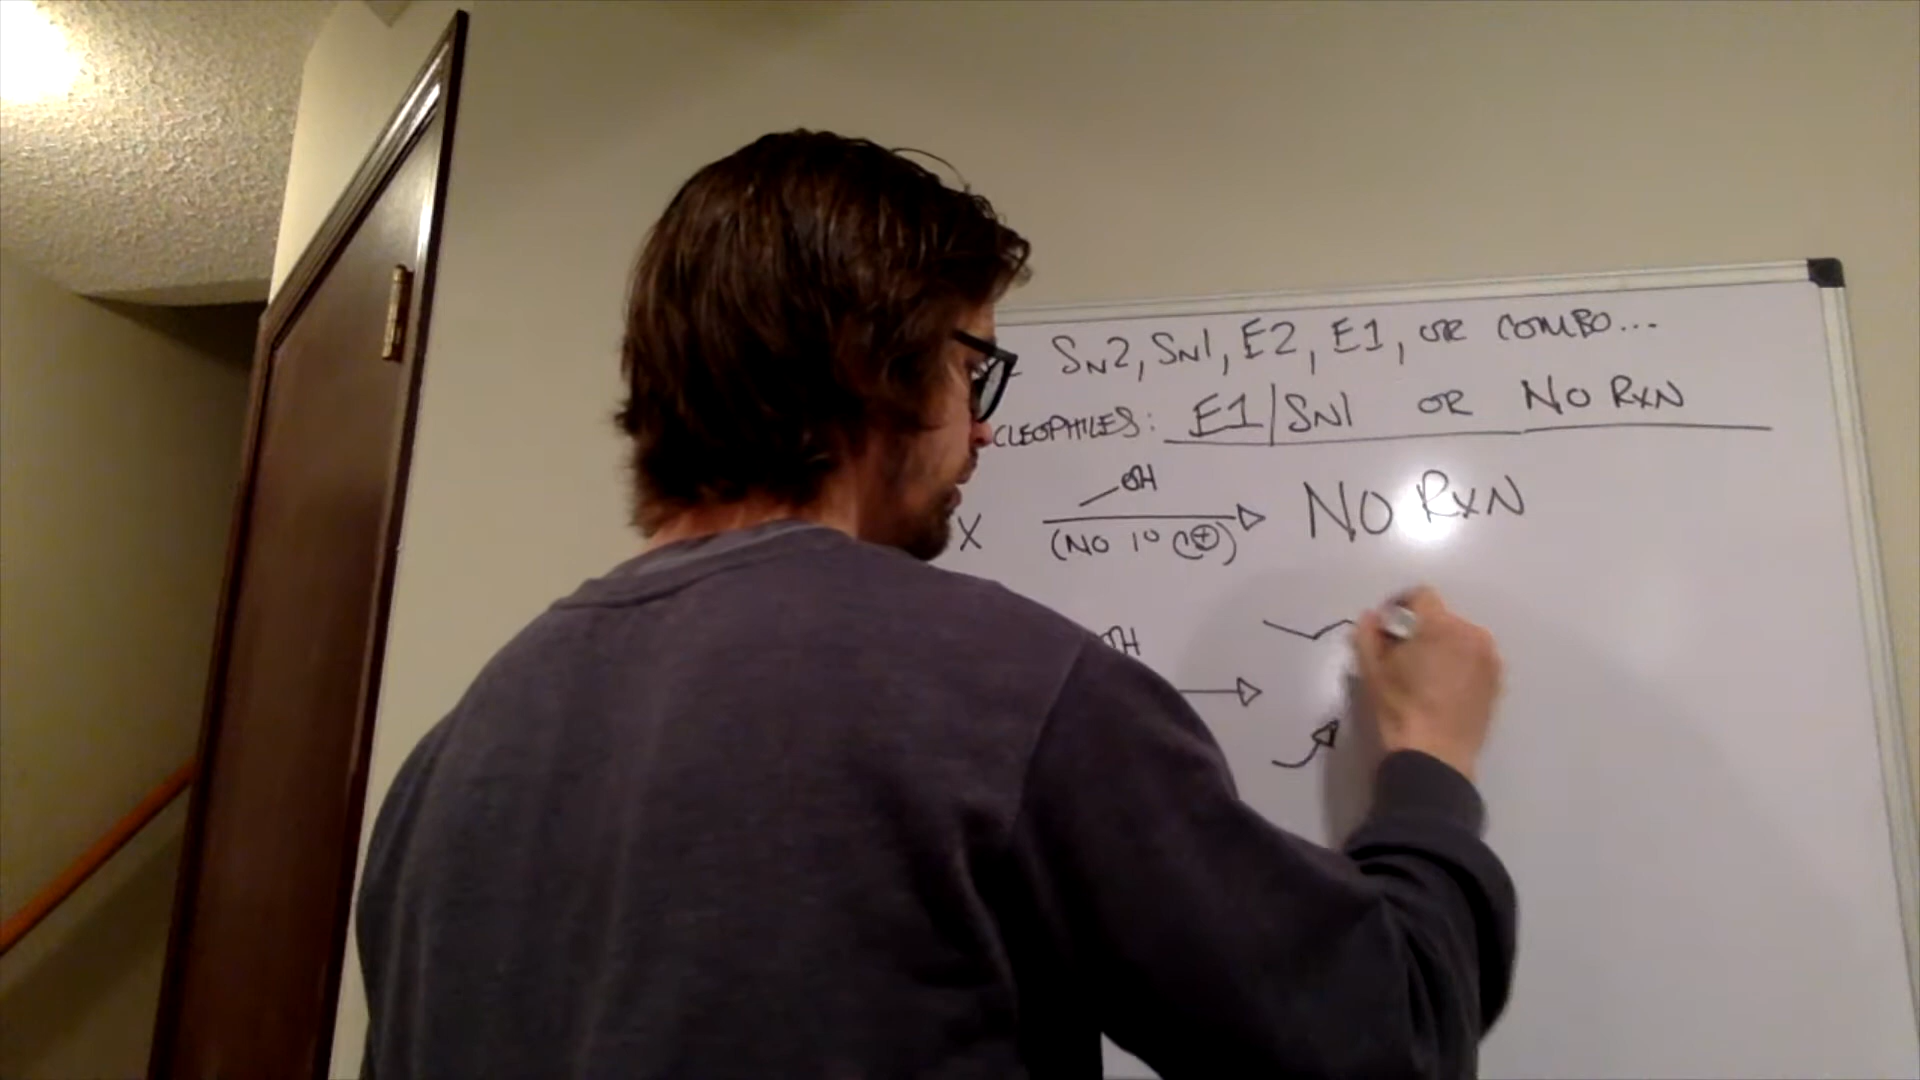 SN2, SN1, E2, E1, OR COMBO...
CLEOPHILES: E1/SN1 OR NO RXN
OH
X (NO 1° C⊕) NO RXN
OH